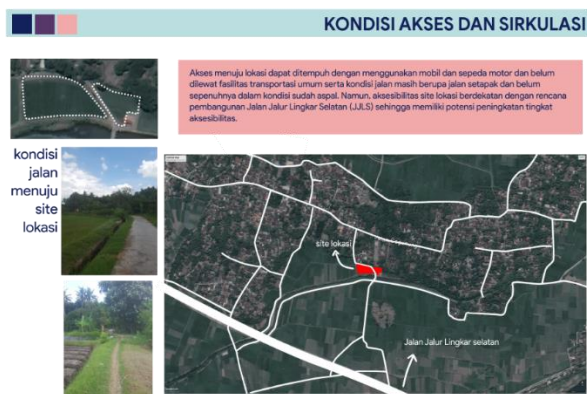 KONDISI AKSES DAN SIRKULASI
Akses menuju lokasi dapat ditempuh dengan menggunakan mobil dan sepeda motor dan belum
dilewat fasilitas transportasi umum serta kondisi jalan masih berupa jalan setapak dan belum
sepenuhnya dalam kondisi sudah aspal. Namun, aksesibilitas site lokasi berdekatan dengan rencana
pembangunan Jalan Jalur Lingkar Selatan (JJLS) sehingga memiliki potensi peningkatan tingkat
aksesibilitas.
kondisi
jalan
menuju
site
lokasi
site lokasi
Jalan Jalur Lingkar selatan